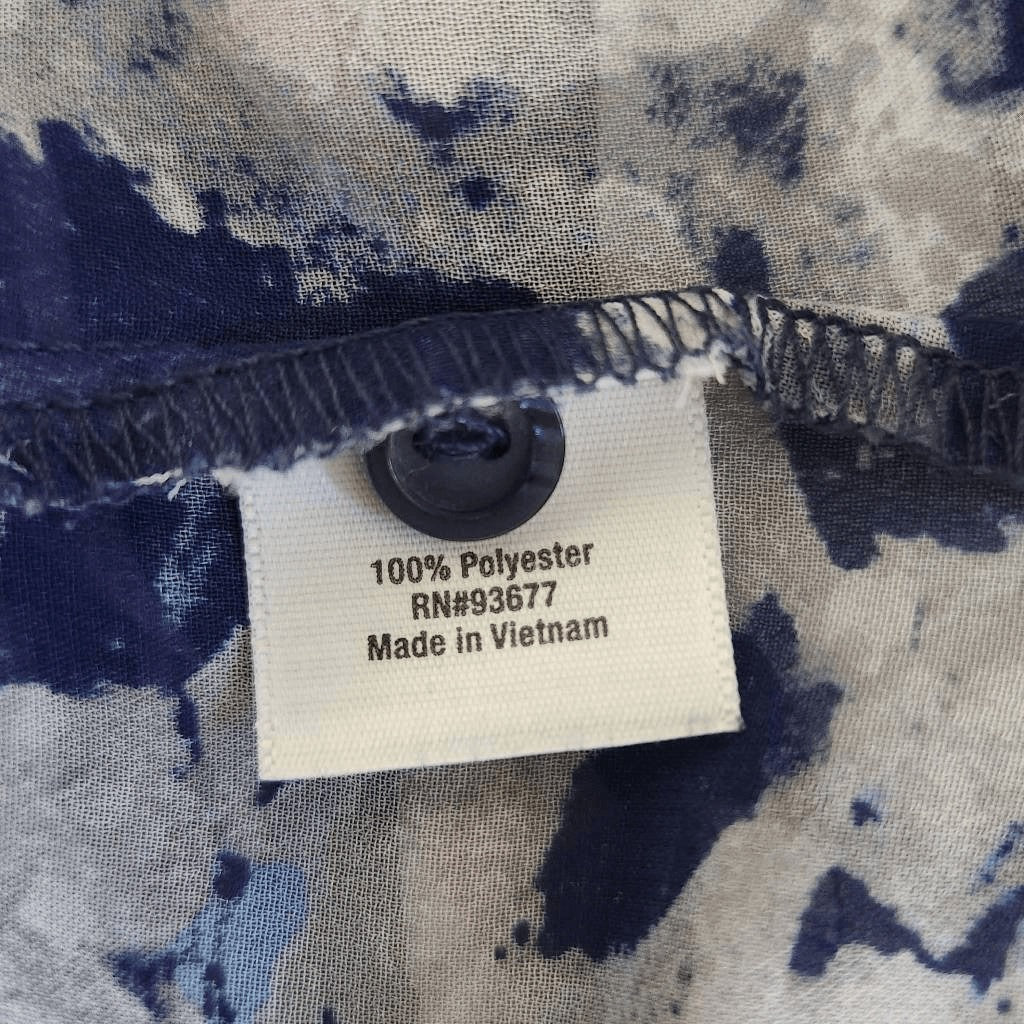 100% Polyester
RN#93677
Made in Vietnam